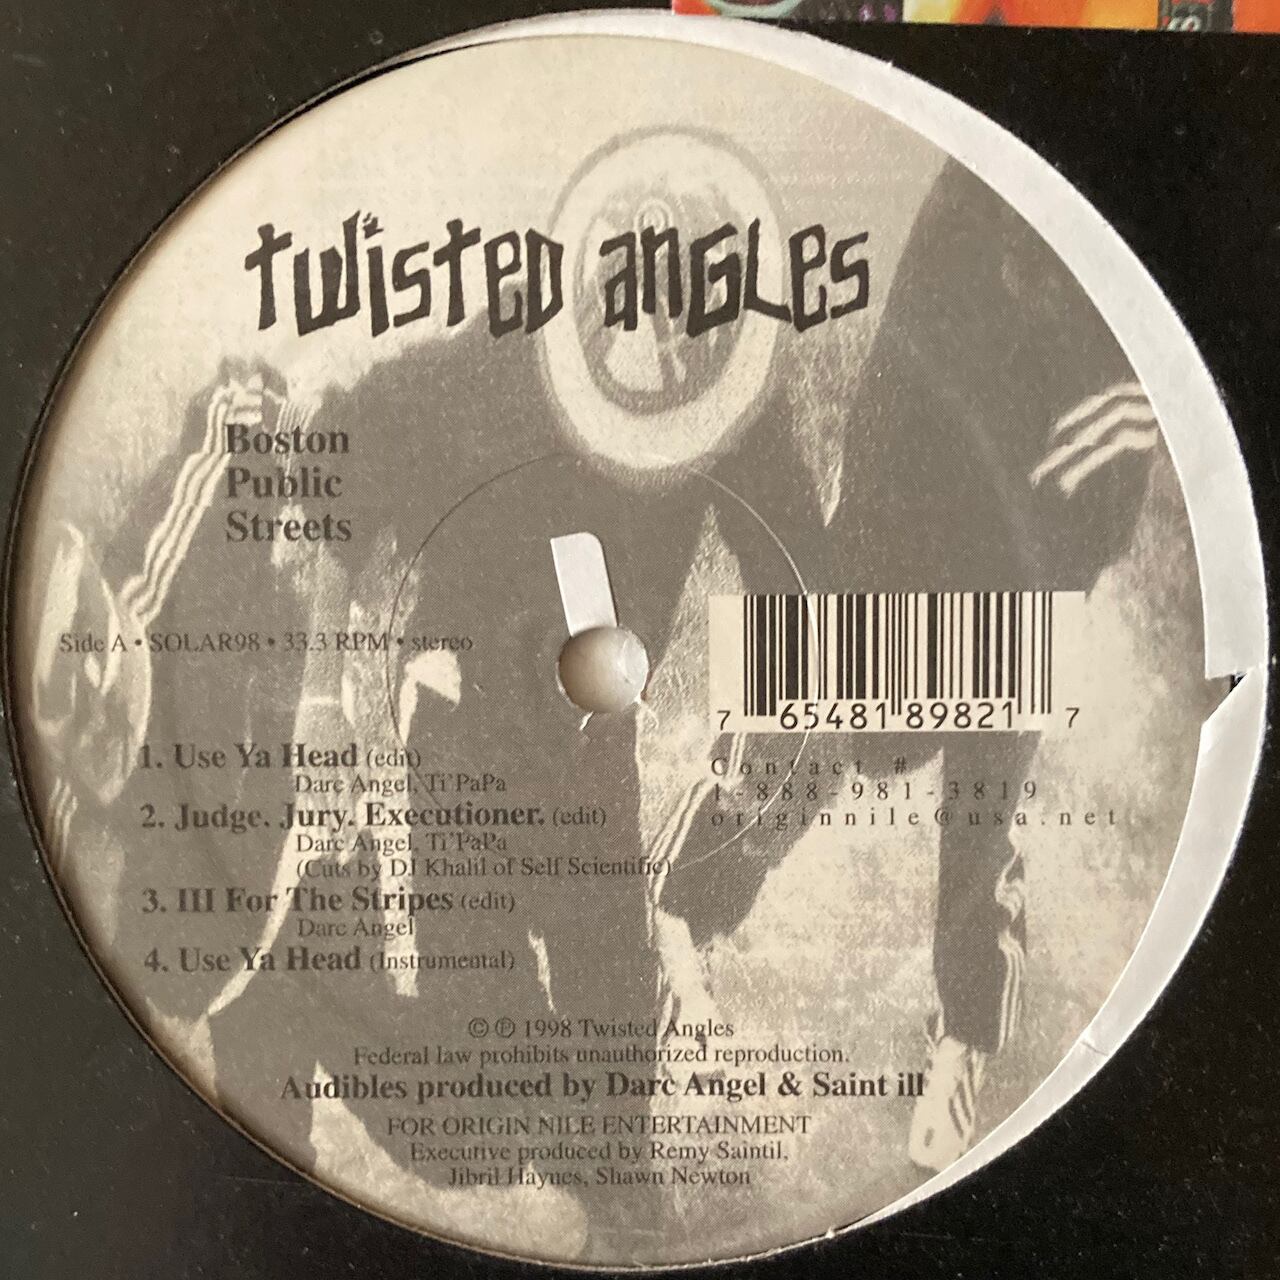 twisted angles
Boston
Public
Streets
Side A • SOLAR98 • 33.3 RPM • stereo
7 65481 89821 7
Contact #
1-888-981-3819
originnile@usa.net
1. Use Ya Head (edit)
Darc Angel, Ti'PaPa
2. Judge. Jury. Executioner. (edit)
Darc Angel, Ti'PaPa
(Cuts by DJ Khalil of Self Scientific)
3. III For The Stripes (edit)
Darc Angel
4. Use Ya Head (Instrumental)
© ℗ 1998 Twisted Angles
Federal law prohibits unauthorized reproduction.
Audibles produced by Darc Angel & Saint ill
FOR ORIGIN NILE ENTERTAINMENT
Executive produced by Remy Saintil,
Jibril Haynes, Shawn Newton